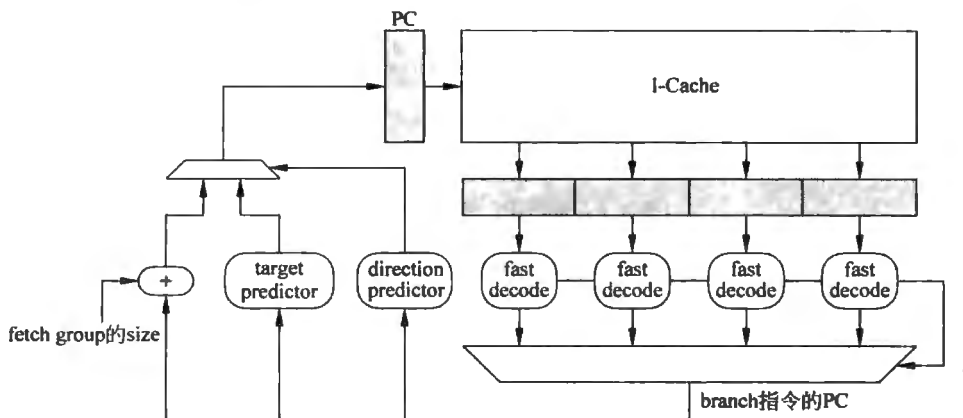 PC
I-Cache
target
predictor
direction
predictor
fast
decode
fast
decode
fast
decode
fast
decode
+
fetch group的size
branch指令的PC